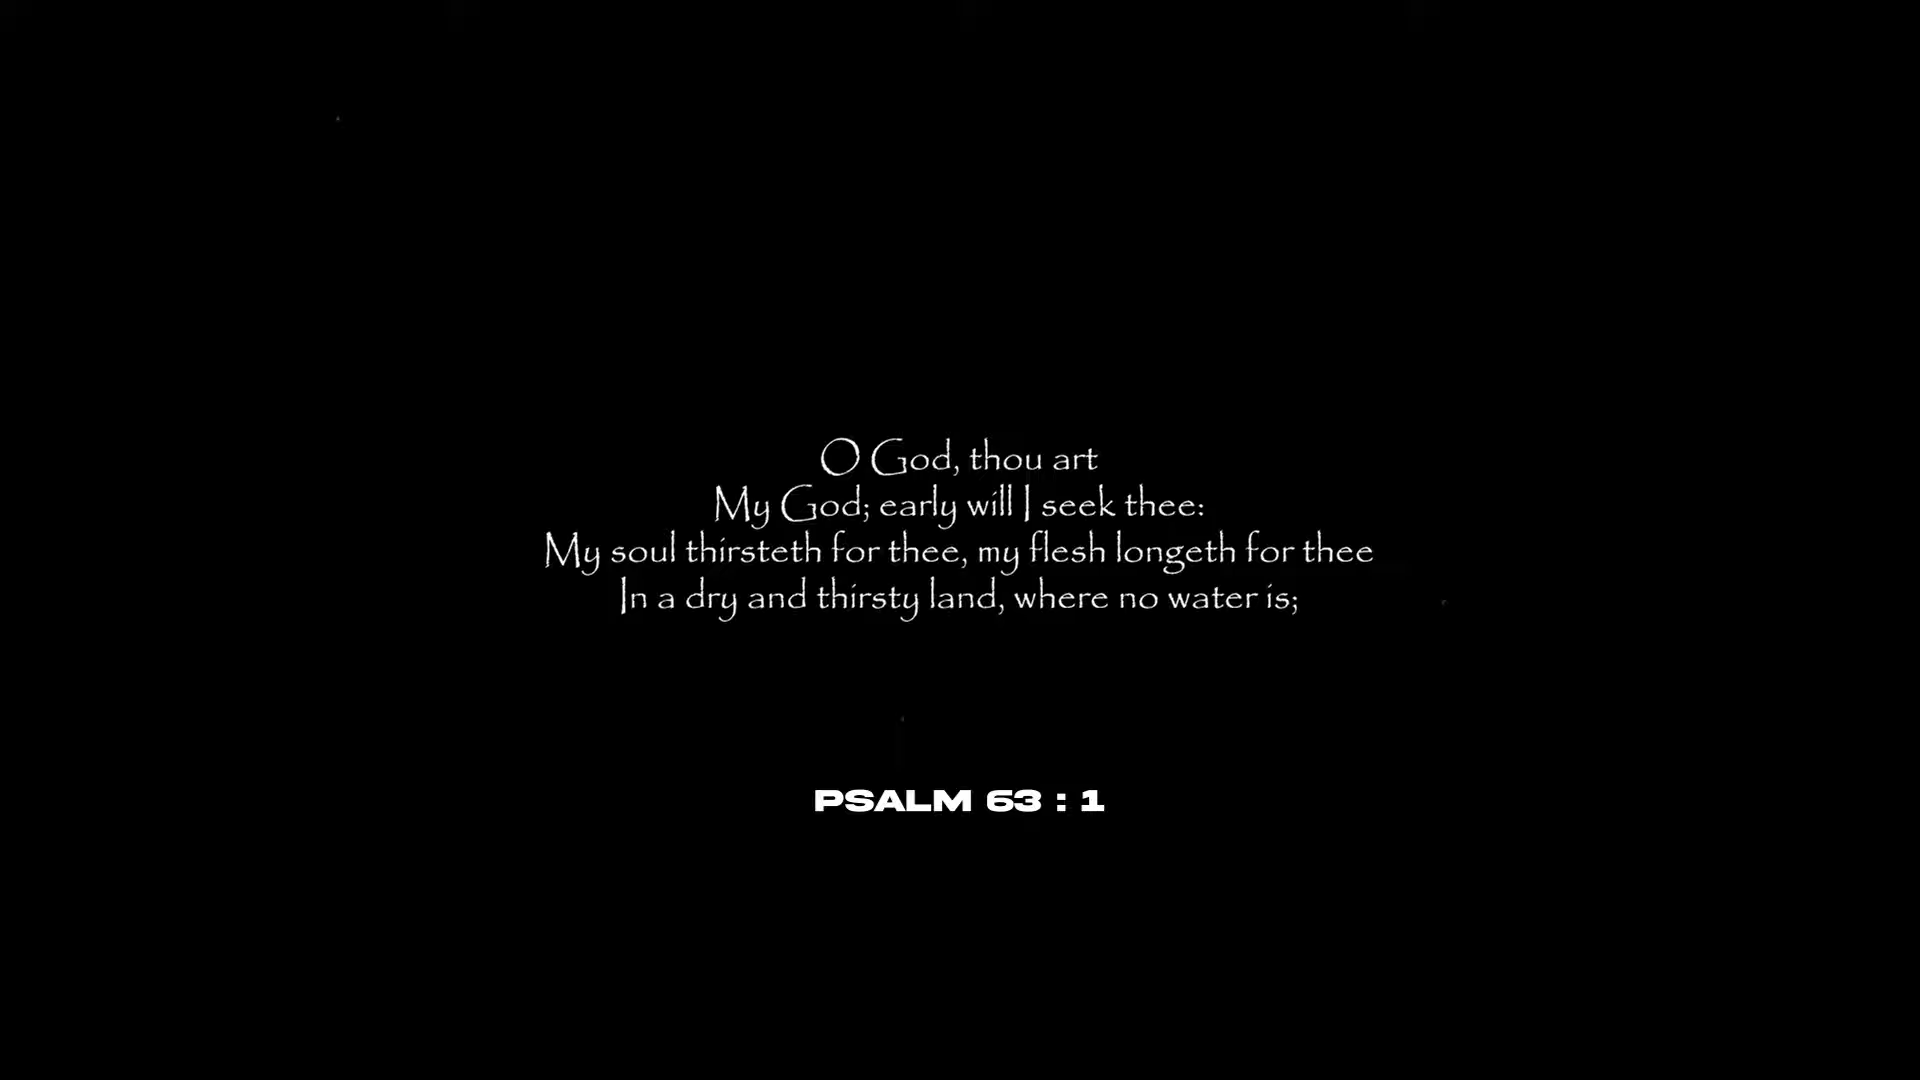 O God, thou art
My God; early will I seek thee:
My soul thirsteth for thee, my flesh longeth for thee
In a dry and thirsty land, where no water is;
PSALM 63 : 1